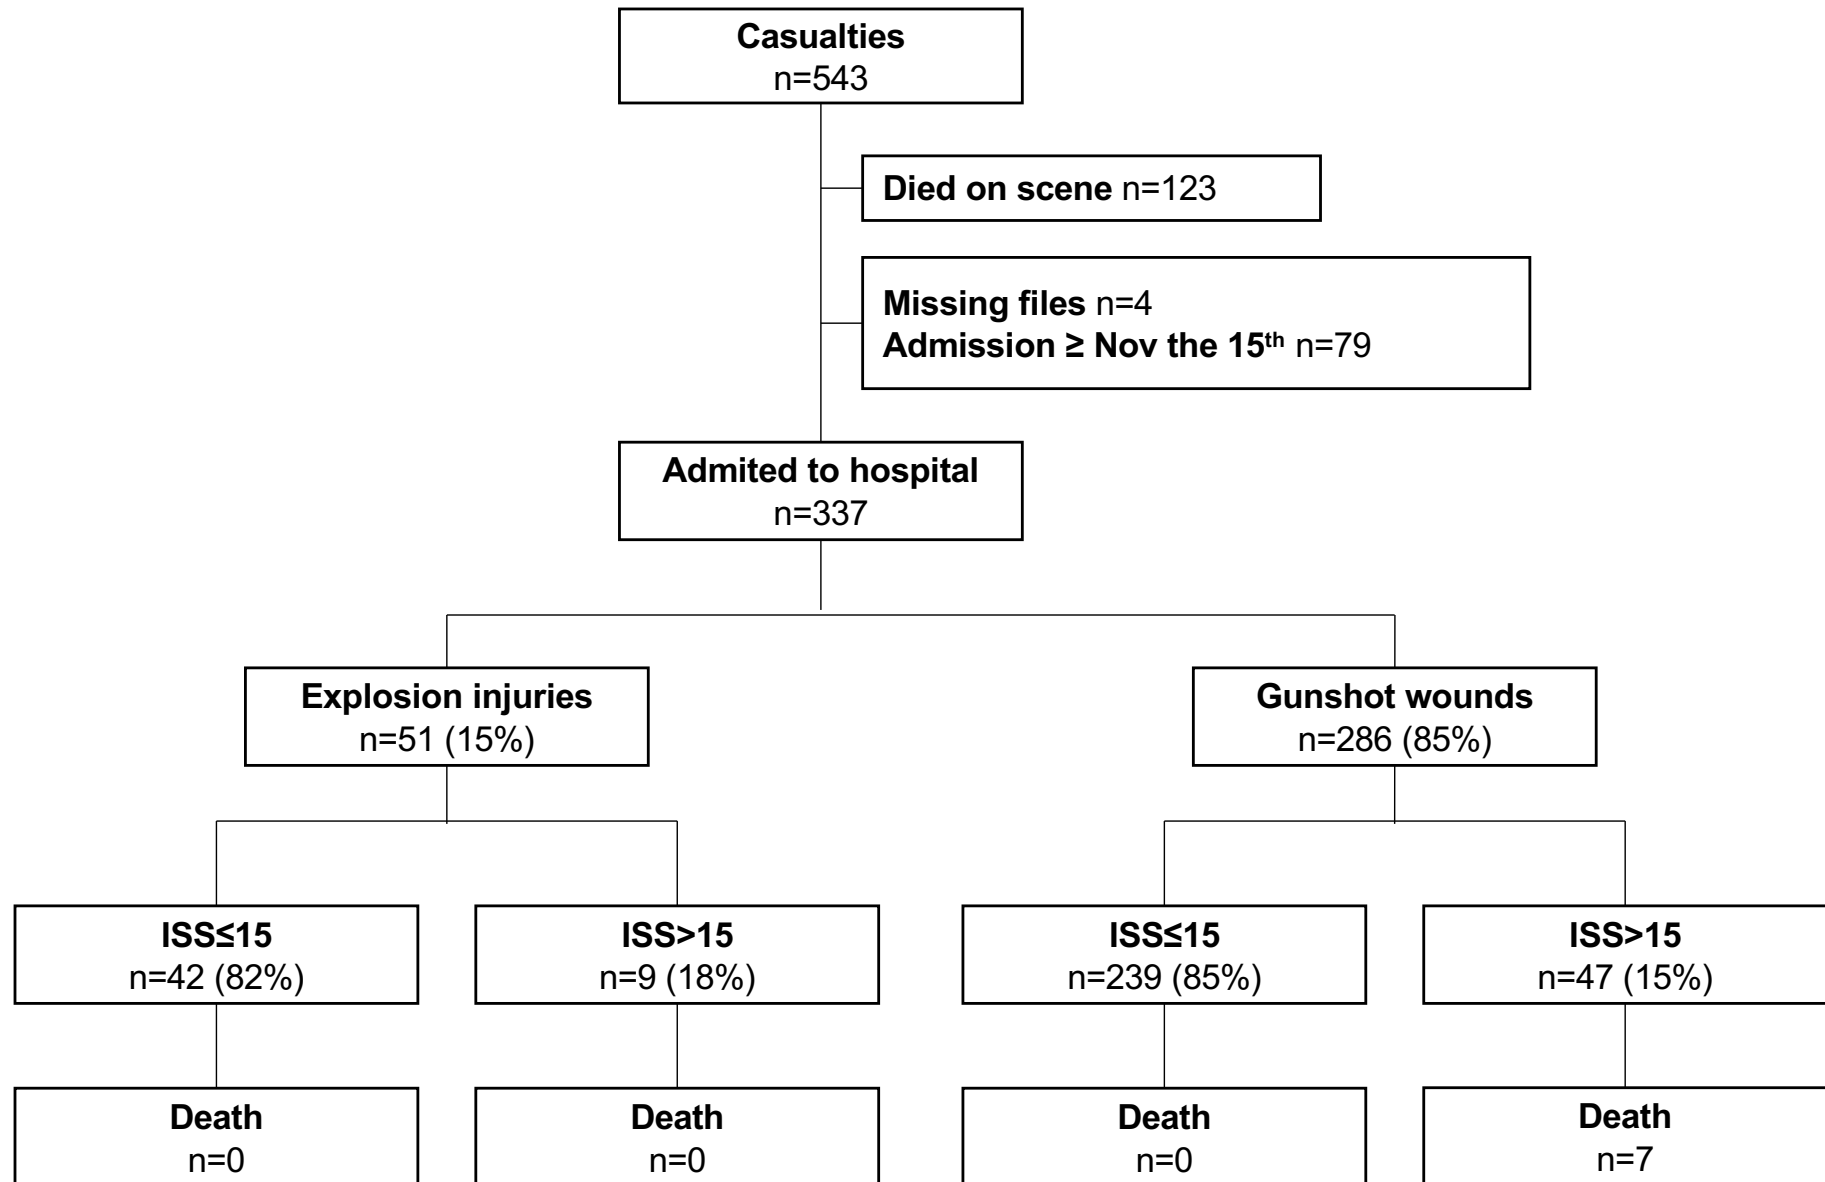 Casualties
n=543
Died on scene n=123
Missing files n=4
Admission ≥ Nov the 15th n=79
Admited to hospital
n=337
Explosion injuries
n=51 (15%)
Gunshot wounds
n=286 (85%)
ISS≤15
n=42 (82%)
ISS>15
n=9 (18%)
ISS≤15
n=239 (85%)
ISS>15
n=47 (15%)
Death
n=0
Death
n=0
Death
n=0
Death
n=7